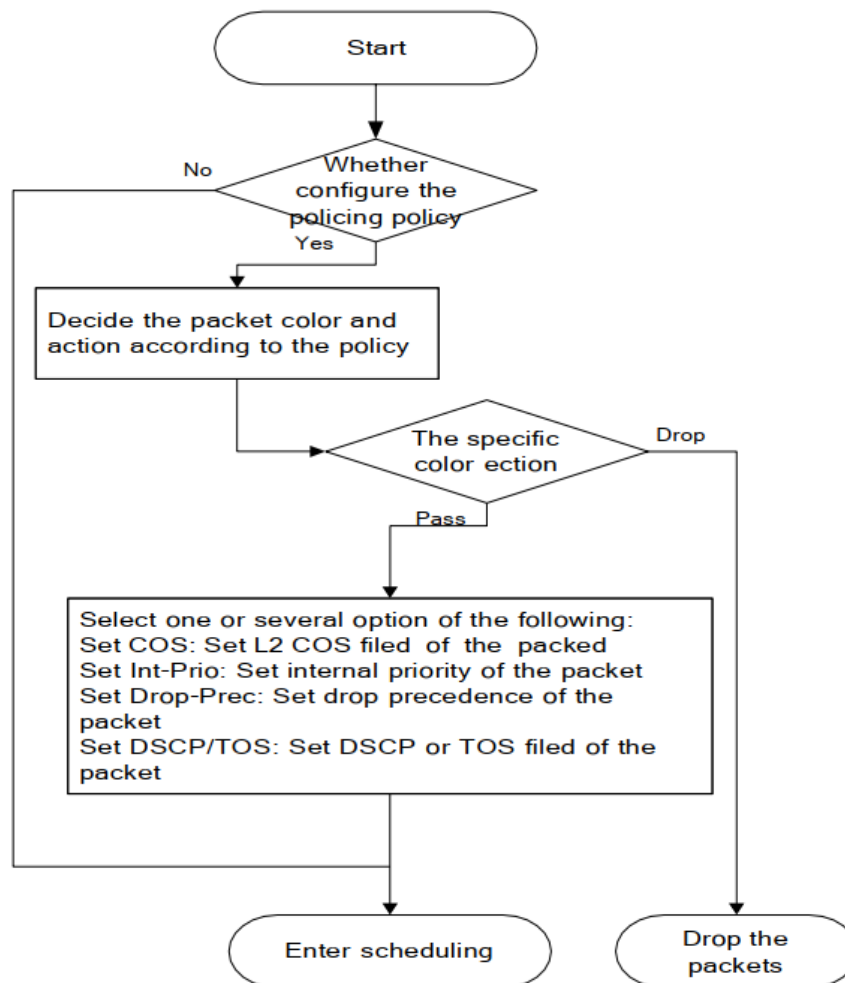 Start
No
Whether
configure the
policing policy
Yes
Decide the packet color and
action according to the policy
The specific
color ection
Drop
Pass
Select one or several option of the following:
Set COS: Set L2 COS filed of the packed
Set Int-Prio: Set internal priority of the packet
Set Drop-Prec: Set drop precedence of the
packet
Set DSCP/TOS: Set DSCP or TOS filed of the
packet
Enter scheduling
Drop the
packets